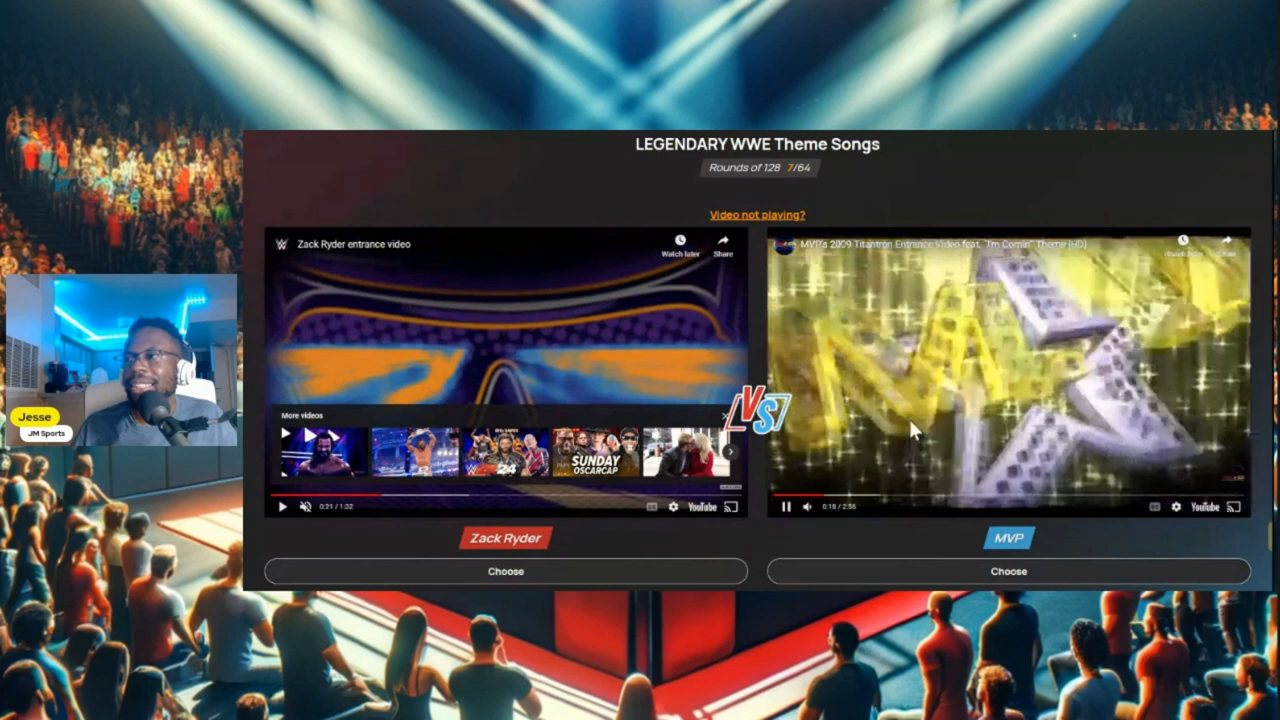 LEGENDARY WWE Theme Songs
Rounds of 128 7/64
Video not playing?
Zack Ryder entrance video
Watch later
Share
MVP's 2009 Titantron Entrance Video feat. "I'm Comin" Theme [HD]
VS
More videos
24
SUNDAY
OSCARCAP
0:21 / 1:32
YouTube
0:18 / 2:56
YouTube
Jesse
JM Sports
Zack Ryder
MVP
Choose
Choose